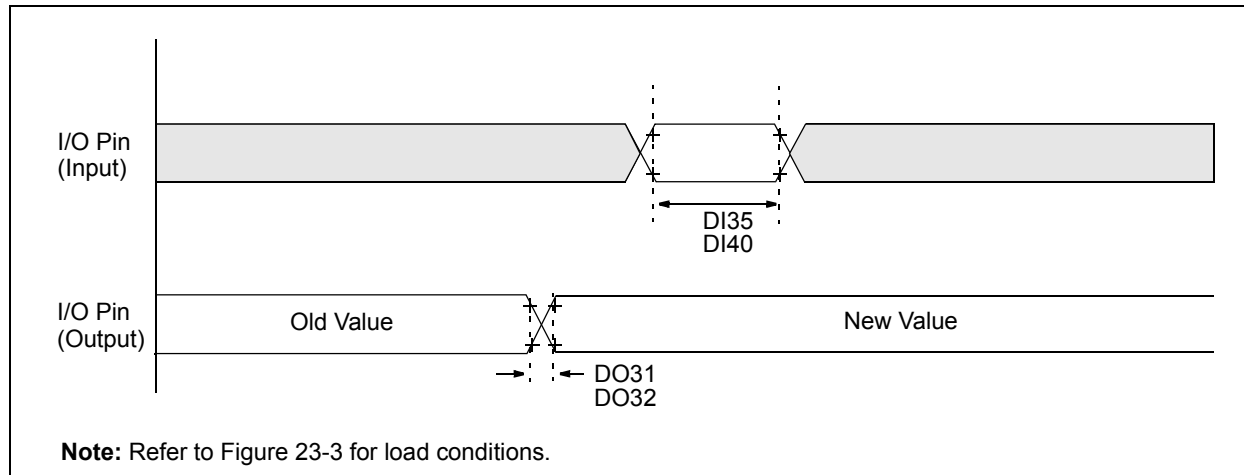 I/O Pin
(Input)
DI35
DI40
I/O Pin
(Output)
Old Value
New Value
DO31
DO32
Note: Refer to Figure 23-3 for load conditions.